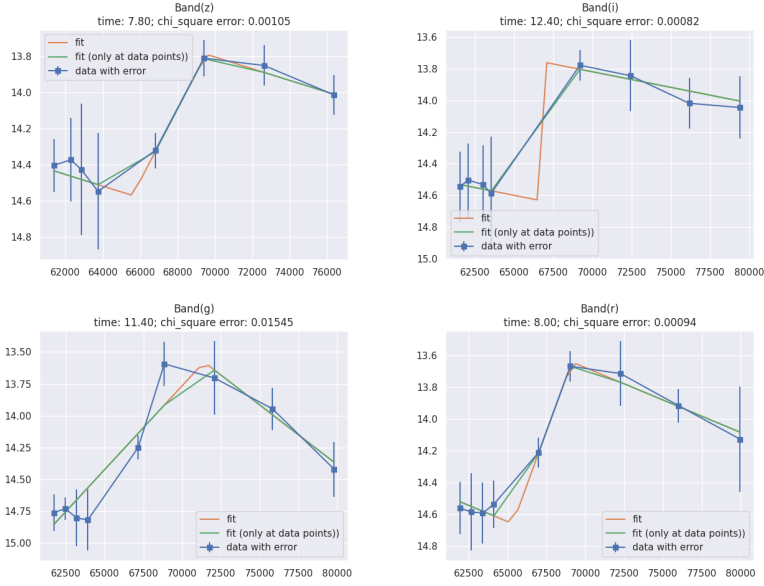 Band(z)
time: 7.80; chi_square error: 0.00105
13.8
14.0
14.2
14.4
14.6
14.8
fit
fit (only at data points))
data with error
62000 64000 66000 68000 70000 72000 74000 76000
Band(i)
time: 12.40; chi_square error: 0.00082
13.6
13.8
14.0
14.2
14.4
14.6
14.8
15.0
fit
fit (only at data points))
data with error
62500 65000 67500 70000 72500 75000 77500 80000
Band(g)
time: 11.40; chi_square error: 0.01545
13.50
13.75
14.00
14.25
14.50
14.75
15.00
fit
fit (only at data points))
data with error
62500 65000 67500 70000 72500 75000 77500 80000
Band(r)
time: 8.00; chi_square error: 0.00094
13.6
13.8
14.0
14.2
14.4
14.6
14.8
fit
fit (only at data points))
data with error
62500 65000 67500 70000 72500 75000 77500 80000